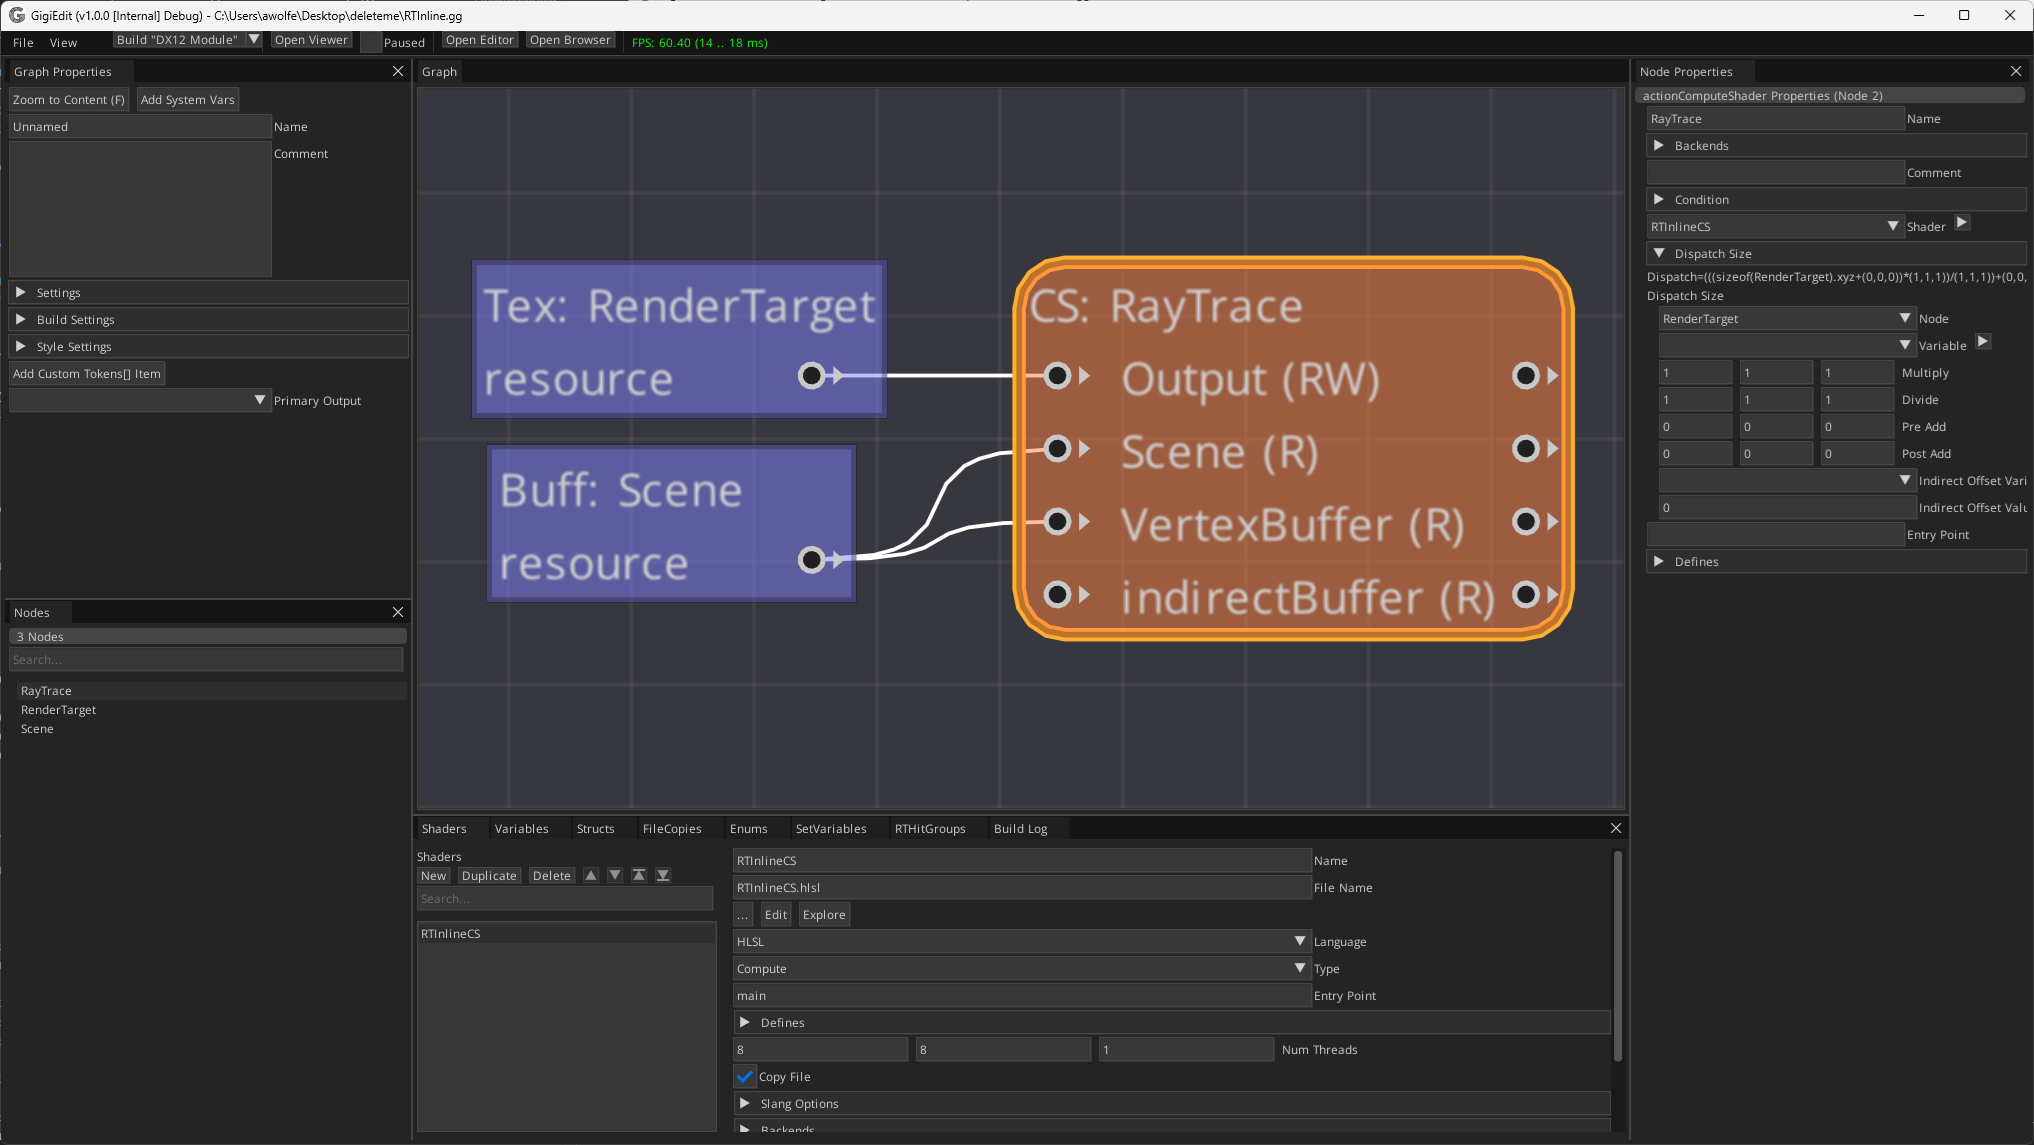 GigiEdit (v1.0.0 [Internal] Debug) - C:\Users\awolfe\Desktop\deleteme\RTInline.gg
File View Build "DX12 Module" Open Viewer Paused Open Editor Open Browser FPS: 60.40 (14 .. 18 ms)
Graph Properties
Zoom to Content (F) Add System Vars
Unnamed Name
Comment
Settings
Build Settings
Style Settings
Add Custom Tokens[] Item
Primary Output
Nodes
3 Nodes
Search...
RayTrace
RenderTarget
Scene
Graph
Tex: RenderTarget
resource
Buff: Scene
resource
CS: RayTrace
Output (RW)
Scene (R)
VertexBuffer (R)
indirectBuffer (R)
Shaders Variables Structs FileCopies Enums SetVariables RTHitGroups Build Log
Shaders
New Duplicate Delete
Search...
RTInlineCS
RTInlineCS Name
RTInlineCS.hlsl File Name
... Edit Explore
HLSL Language
Compute Type
main Entry Point
Defines
8 8 1 Num Threads
Copy File
Slang Options
Backends
Node Properties
actionComputeShader Properties (Node 2)
RayTrace Name
Backends
Comment
Condition
RTInlineCS Shader
Dispatch Size
Dispatch=(((sizeof(RenderTarget).xyz+(0,0,0))*(1,1,1))/(1,1,1))+(0,0,
Dispatch Size
RenderTarget Node
Variable
1 1 1 Multiply
1 1 1 Divide
0 0 0 Pre Add
0 0 0 Post Add
Indirect Offset Vari
0 Indirect Offset Valu
Entry Point
Defines